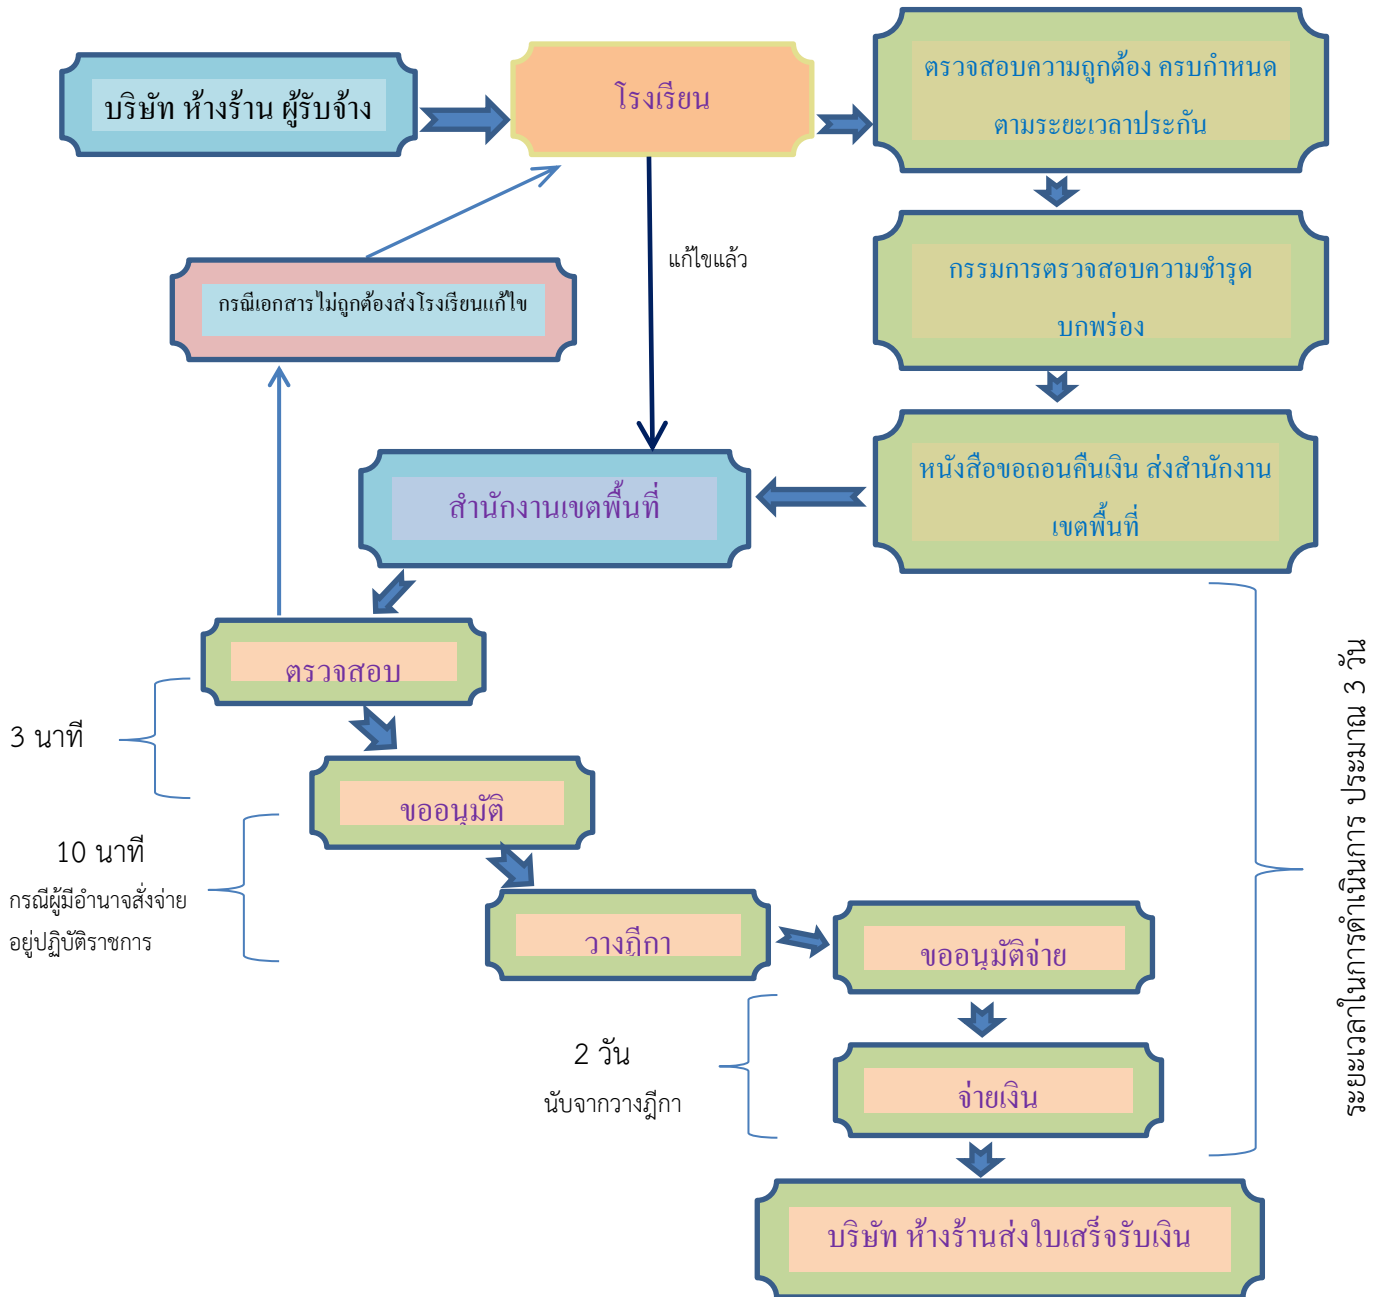 บริษัท ห้างร้าน ผู้รับจ้าง
โรงเรียน
ตรวจสอบความถูกต้อง ครบกำหนด
ตามระยะเวลาประกัน
แก้ไขแล้ว
กรรมการตรวจสอบความชำรุด
บกพร่อง
กรณีเอกสารไม่ถูกต้องส่งโรงเรียนแก้ไข
หนังสือขอถอนคืนเงิน ส่งสำนักงาน
เขตพื้นที่
สำนักงานเขตพื้นที่
ตรวจสอบ
3 นาที
ขออนุมัติ
10 นาที
กรณีผู้มีอำนาจสั่งจ่าย
อยู่ปฏิบัติราชการ
วางฎีกา
ขออนุมัติจ่าย
2 วัน
นับจากวางฎีกา
จ่ายเงิน
บริษัท ห้างร้านส่งใบเสร็จรับเงิน
ระยะเวลาในการดำเนินการ ประมาณ 3 วัน